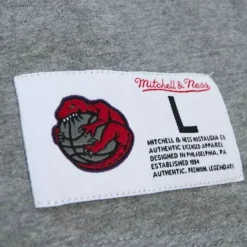 Mitchell & Ness
L
MITCHELL & NESS NOSTALGIA CO.
AUTHENTIC LICENSED APPAREL
DESIGNED IN PHILADELPHIA, PA
ESTABLISHED 1904
AUTHENTIC. PREMIUM. LEGENDARY.